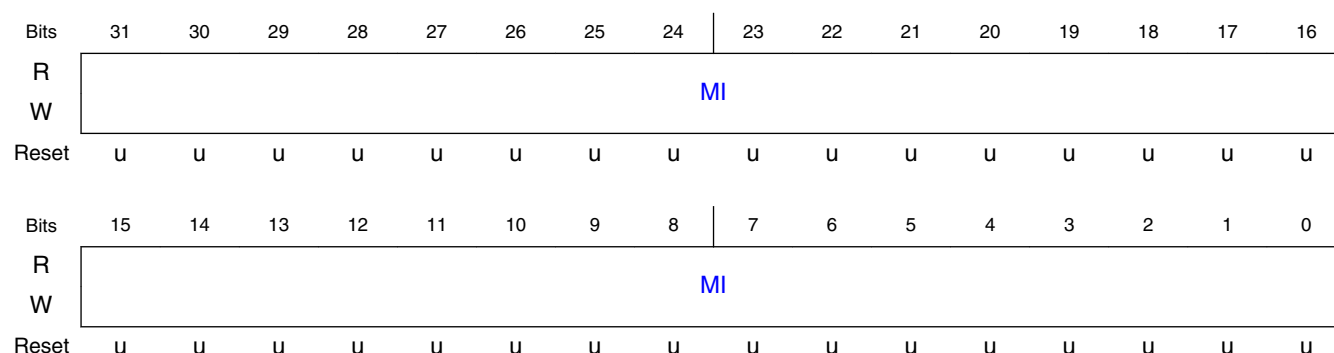 Bits 31 30 29 28 27 26 25 24 23 22 21 20 19 18 17 16
R
MI
W
Reset u u u u u u u u u u u u u u u u
Bits 15 14 13 12 11 10 9 8 7 6 5 4 3 2 1 0
R
MI
W
Reset u u u u u u u u u u u u u u u u